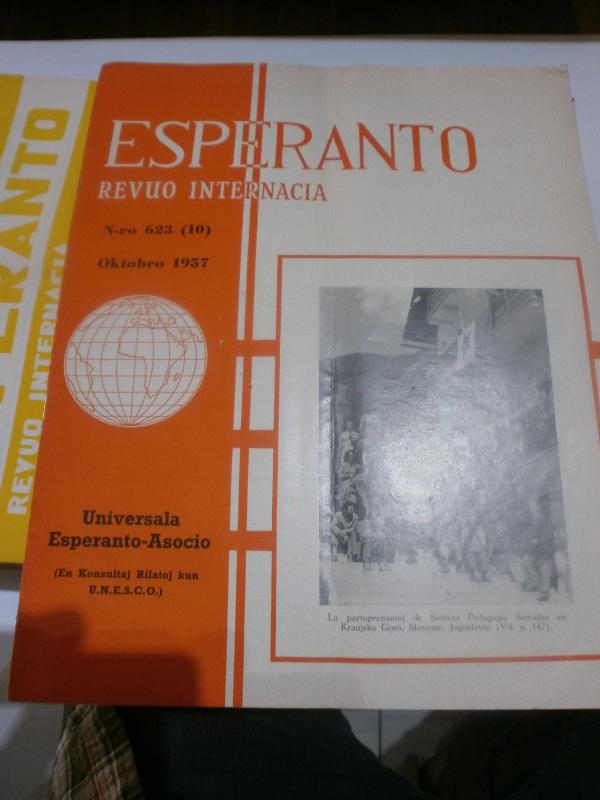 ESPERANTO
REVUO INTERNACIA
N-ro 623 (10)
Oktobro 1957
Universala
Esperanto-Asocio
(En Konsultaj Rilatoj kun
U.N.E.S.C.O.)
La partoprenantoj de Somera Pedagogia Semajno en
Kranjska Gora, Slovenio, Jugoslavio (Vd. p. 147).
ERANTO
REVUO INTERNACIA